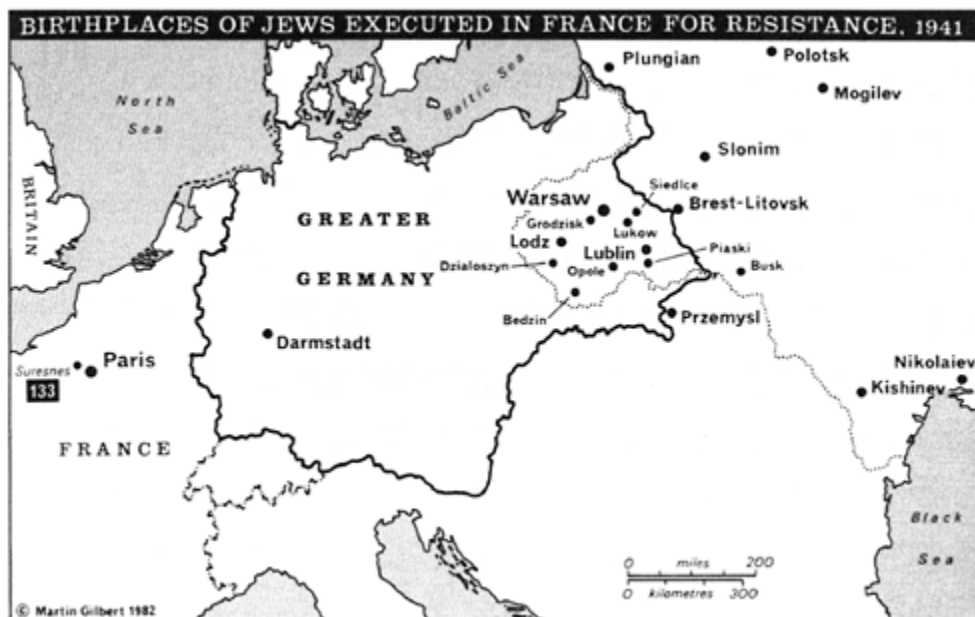 BIRTHPLACES OF JEWS EXECUTED IN FRANCE FOR RESISTANCE, 1941
North
Sea
Baltic Sea
Plungian
Polotsk
Mogilev
Slonim
BRITAIN
GREATER
GERMANY
Warsaw
Siedlce
Brest-Litovsk
Grodzisk
Lukow
Lodz
Lublin
Piaski
Dzialoszyn
Opole
Busk
Bedzin
Przemysl
Darmstadt
Paris
Suresnes
133
Nikolaiev
Kishinev
FRANCE
Black
Sea
0 miles 200
0 kilometres 300
© Martin Gilbert 1982